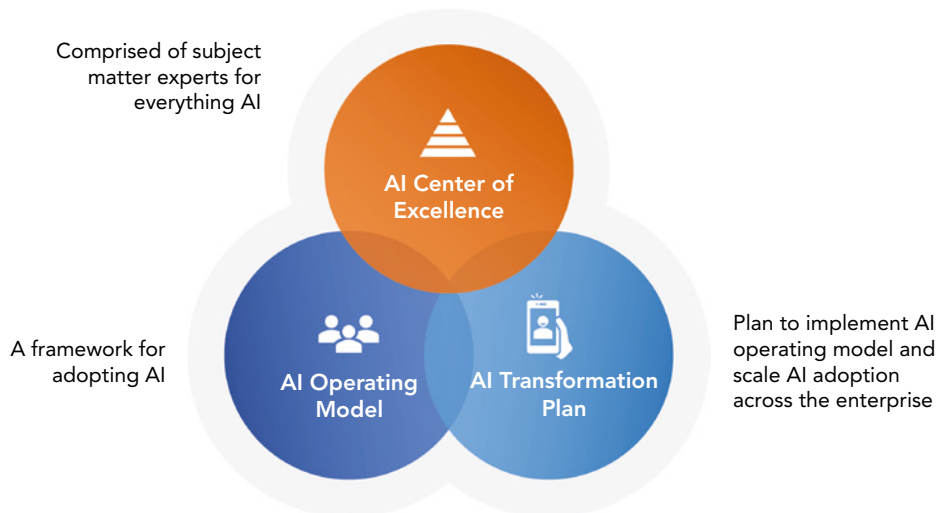 Comprised of subject
matter experts for
everything AI
AI Center of
Excellence
A framework for
adopting AI
AI Operating
Model
AI Transformation
Plan
Plan to implement AI
operating model and
scale AI adoption
across the enterprise